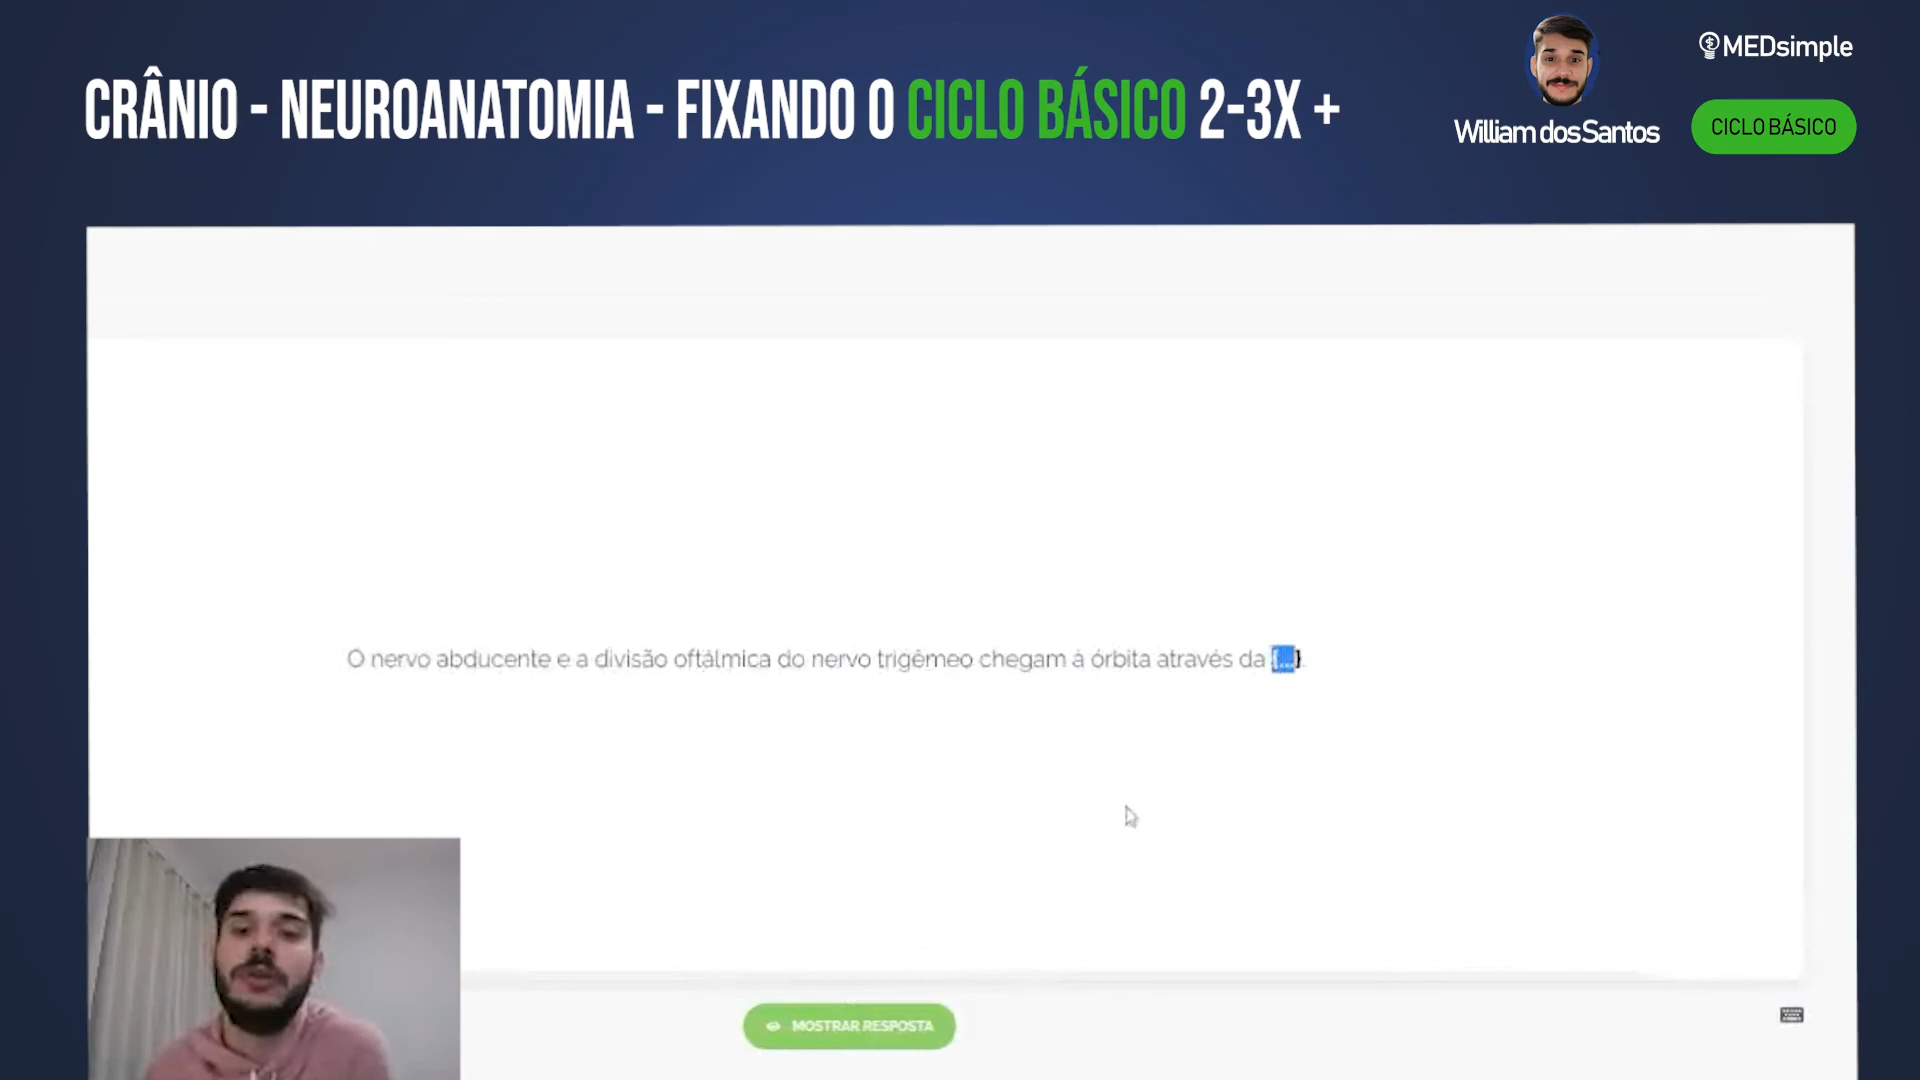 CRÂNIO - NEUROANATOMIA - FIXANDO O CICLO BÁSICO 2-3X +
MEDsimple
William dos Santos
CICLO BÁSICO
O nervo abducente e a divisão oftálmica do nervo trigêmeo chegam à órbita através da {...}.
MOSTRAR RESPOSTA